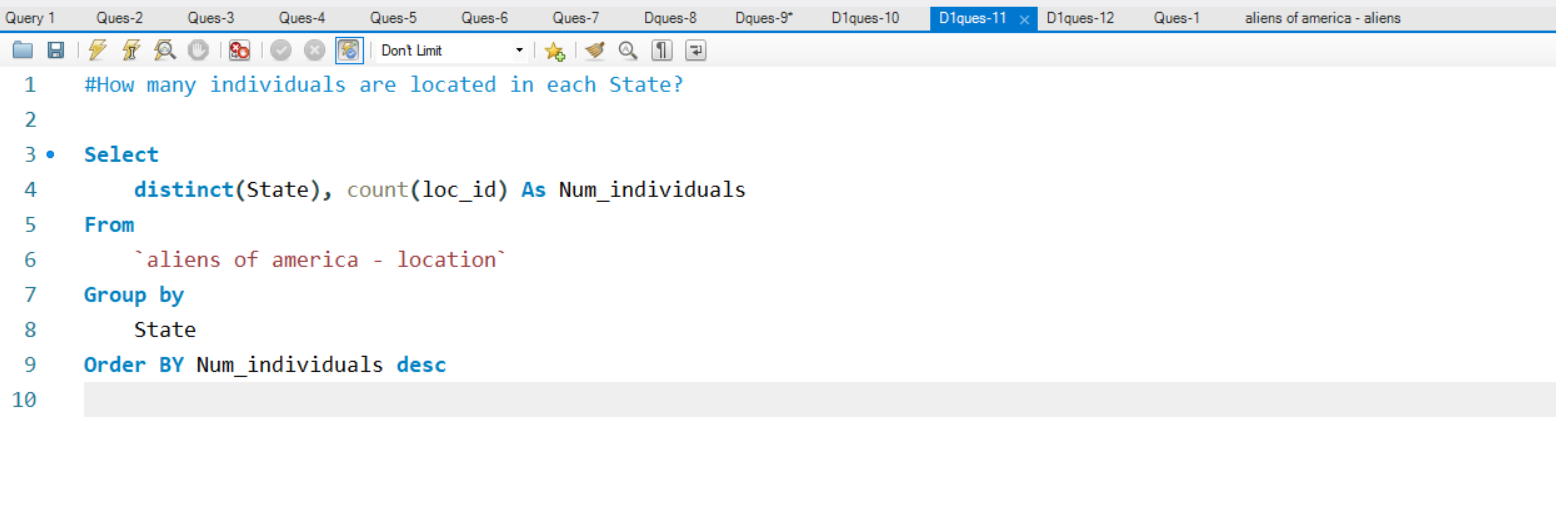 Query 1 Ques-2 Ques-3 Ques-4 Ques-5 Ques-6 Ques-7 Dques-8 Dques-9* D1ques-10 D1ques-11 × D1ques-12 Ques-1 aliens of america - aliens
Don't Limit
1 #How many individuals are located in each State?
2
3 Select
4 distinct(State), count(loc_id) As Num_individuals
5 From
6 `aliens of america - location`
7 Group by
8 State
9 Order BY Num_individuals desc
10